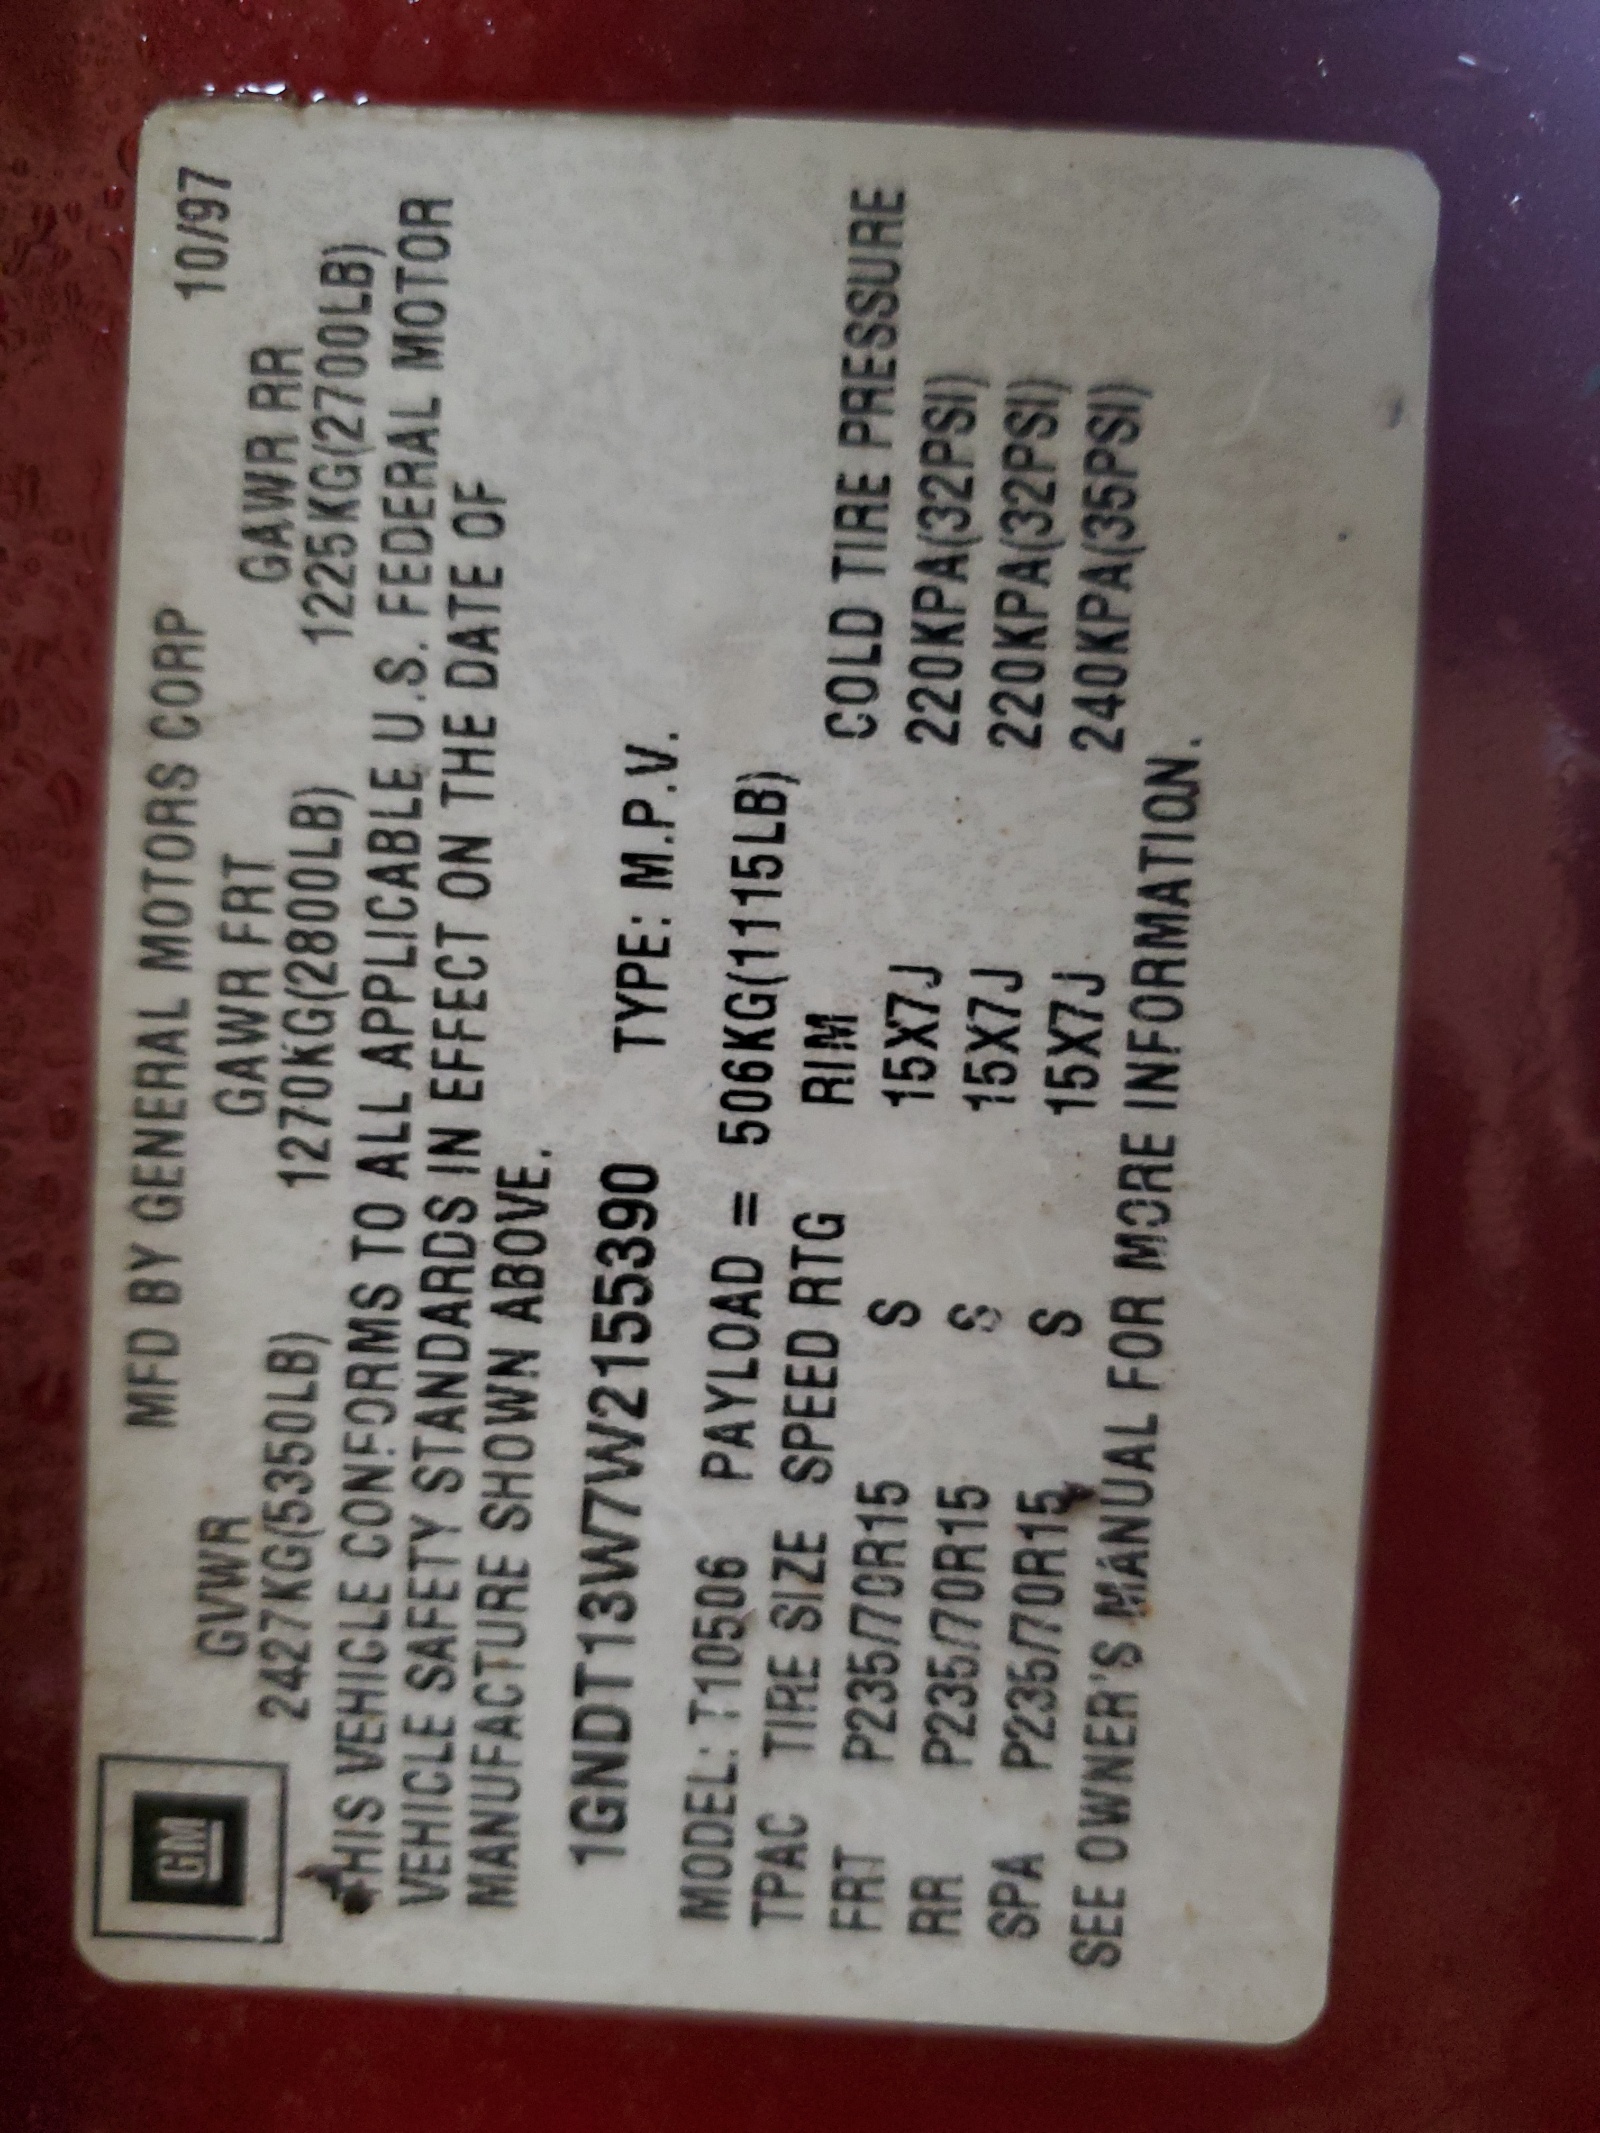 GM
MFD BY GENERAL MOTORS CORP 10/97
GVWR GAWR FRT GAWR RR
2427KG(5350LB) 1270KG(2800LB) 1225KG(2700LB)
THIS VEHICLE CONFORMS TO ALL APPLICABLE U.S. FEDERAL MOTOR
VEHICLE SAFETY STANDARDS IN EFFECT ON THE DATE OF
MANUFACTURE SHOWN ABOVE.
1GNDT13W7W2155390 TYPE: M.P.V.
MODEL: T10506 PAYLOAD = 506KG(1115LB)
TPAC TIRE SIZE SPEED RTG RIM COLD TIRE PRESSURE
FRT P235/70R15 S 15X7J 220KPA(32PSI)
RR P235/70R15 S 15X7J 220KPA(32PSI)
SPA P235/70R15 S 15X7J 240KPA(35PSI)
SEE OWNER'S MANUAL FOR MORE INFORMATION.